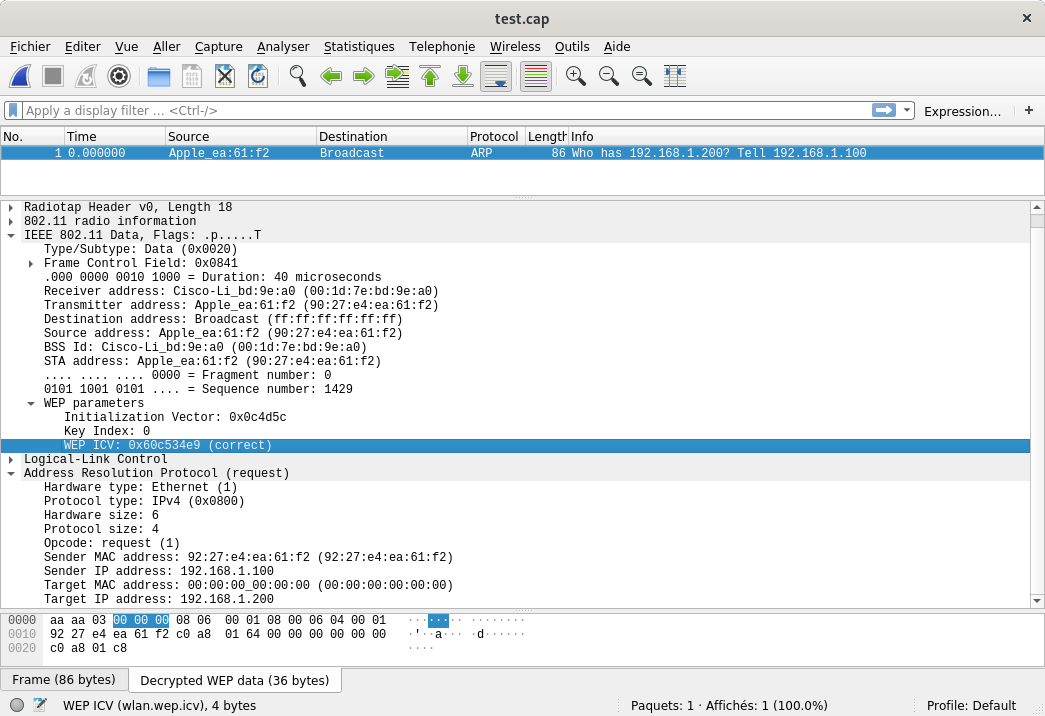 test.cap
Fichier Editer Vue Aller Capture Analyser Statistiques Telephonie Wireless Outils Aide
Apply a display filter ... <Ctrl-/> Expression... +
No. Time Source Destination Protocol Length Info
1 0.000000 Apple_ea:61:f2 Broadcast ARP 86 Who has 192.168.1.200? Tell 192.168.1.100
Radiotap Header v0, Length 18
802.11 radio information
IEEE 802.11 Data, Flags: .p.....T
Type/Subtype: Data (0x0020)
Frame Control Field: 0x0841
.000 0000 0010 1000 = Duration: 40 microseconds
Receiver address: Cisco-Li_bd:9e:a0 (00:1d:7e:bd:9e:a0)
Transmitter address: Apple_ea:61:f2 (90:27:e4:ea:61:f2)
Destination address: Broadcast (ff:ff:ff:ff:ff:ff)
Source address: Apple_ea:61:f2 (90:27:e4:ea:61:f2)
BSS Id: Cisco-Li_bd:9e:a0 (00:1d:7e:bd:9e:a0)
STA address: Apple_ea:61:f2 (90:27:e4:ea:61:f2)
.... .... .... 0000 = Fragment number: 0
0101 1001 0101 .... = Sequence number: 1429
WEP parameters
Initialization Vector: 0x0c4d5c
Key Index: 0
WEP ICV: 0x60c534e9 (correct)
Logical-Link Control
Address Resolution Protocol (request)
Hardware type: Ethernet (1)
Protocol type: IPv4 (0x0800)
Hardware size: 6
Protocol size: 4
Opcode: request (1)
Sender MAC address: 92:27:e4:ea:61:f2 (92:27:e4:ea:61:f2)
Sender IP address: 192.168.1.100
Target MAC address: 00:00:00_00:00:00 (00:00:00:00:00:00)
Target IP address: 192.168.1.200
0000 aa aa 03 00 00 00 08 06 00 01 08 00 06 04 00 01 ········ ········
0010 92 27 e4 ea 61 f2 c0 a8 01 64 00 00 00 00 00 00 ·'··a··· ·d······
0020 c0 a8 01 c8 ····
Frame (86 bytes) Decrypted WEP data (36 bytes)
WEP ICV (wlan.wep.icv), 4 bytes Paquets: 1 · Affichés: 1 (100.0%) Profile: Default